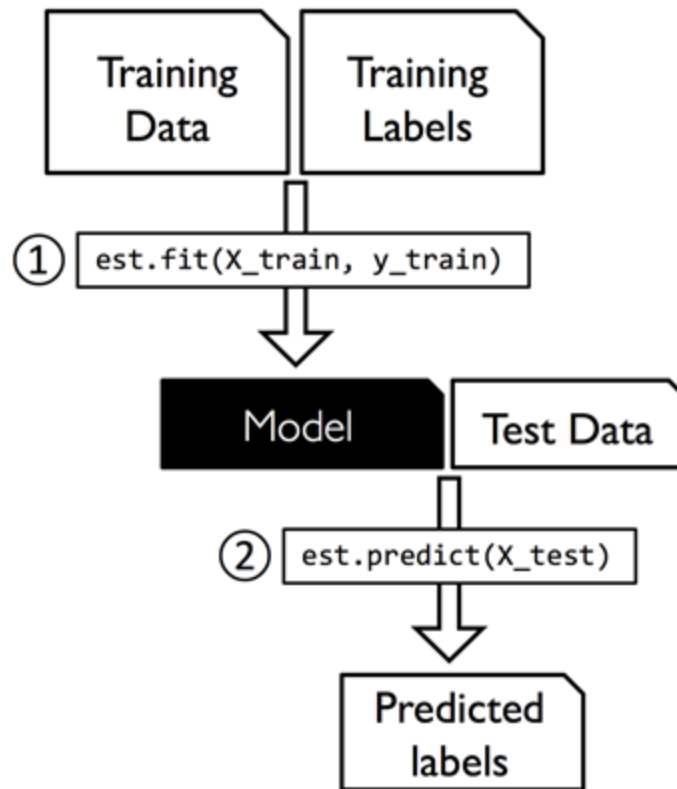 Training
Data
Training
Labels
① est.fit(X_train, y_train)
Model
Test Data
② est.predict(X_test)
Predicted
labels